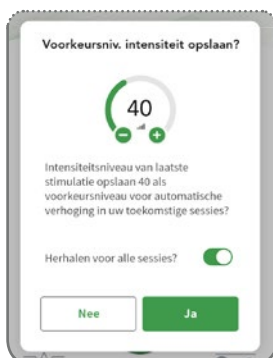 Voorkeursniv. intensiteit opslaan?
40
Intensiteitsniveau van laatste
stimulatie opslaan 40 als
voorkeursniveau voor automatische
verhoging in uw toekomstige sessies?
Herhalen voor alle sessies?
Nee
Ja